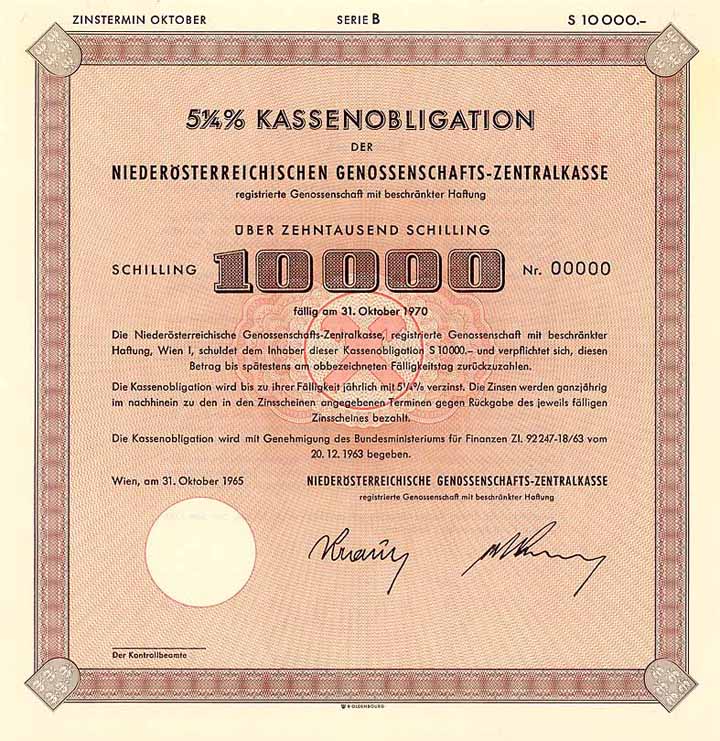 ZINSTERMIN OKTOBER SERIE B S 10 000.–
5¼% KASSENOBLIGATION
DER
NIEDERÖSTERREICHISCHEN GENOSSENSCHAFTS-ZENTRALKASSE
registrierte Genossenschaft mit beschränkter Haftung
ÜBER ZEHNTAUSEND SCHILLING
SCHILLING 10000 Nr. 00000
fällig am 31. Oktober 1970
Die Niederösterreichische Genossenschafts-Zentralkasse, registrierte Genossenschaft mit beschränkter
Haftung, Wien I, schuldet dem Inhaber dieser Kassenobligation S 10000.– und verpflichtet sich, diesen
Betrag bis spätestens am obbezeichneten Fälligkeitstag zurückzuzahlen.
Die Kassenobligation wird bis zu ihrer Fälligkeit jährlich mit 5¼% verzinst. Die Zinsen werden ganzjährig
im nachhinein zu den in den Zinsscheinen angegebenen Terminen gegen Rückgabe des jeweils fälligen
Zinsscheines bezahlt.
Die Kassenobligation wird mit Genehmigung des Bundesministeriums für Finanzen Zl. 92247-18/63 vom
20. 12. 1963 begeben.
Wien, am 31. Oktober 1965 NIEDERÖSTERREICHISCHE GENOSSENSCHAFTS-ZENTRALKASSE
registrierte Genossenschaft mit beschränkter Haftung
Der Kontrollbeamte
R·OLDENBOURG